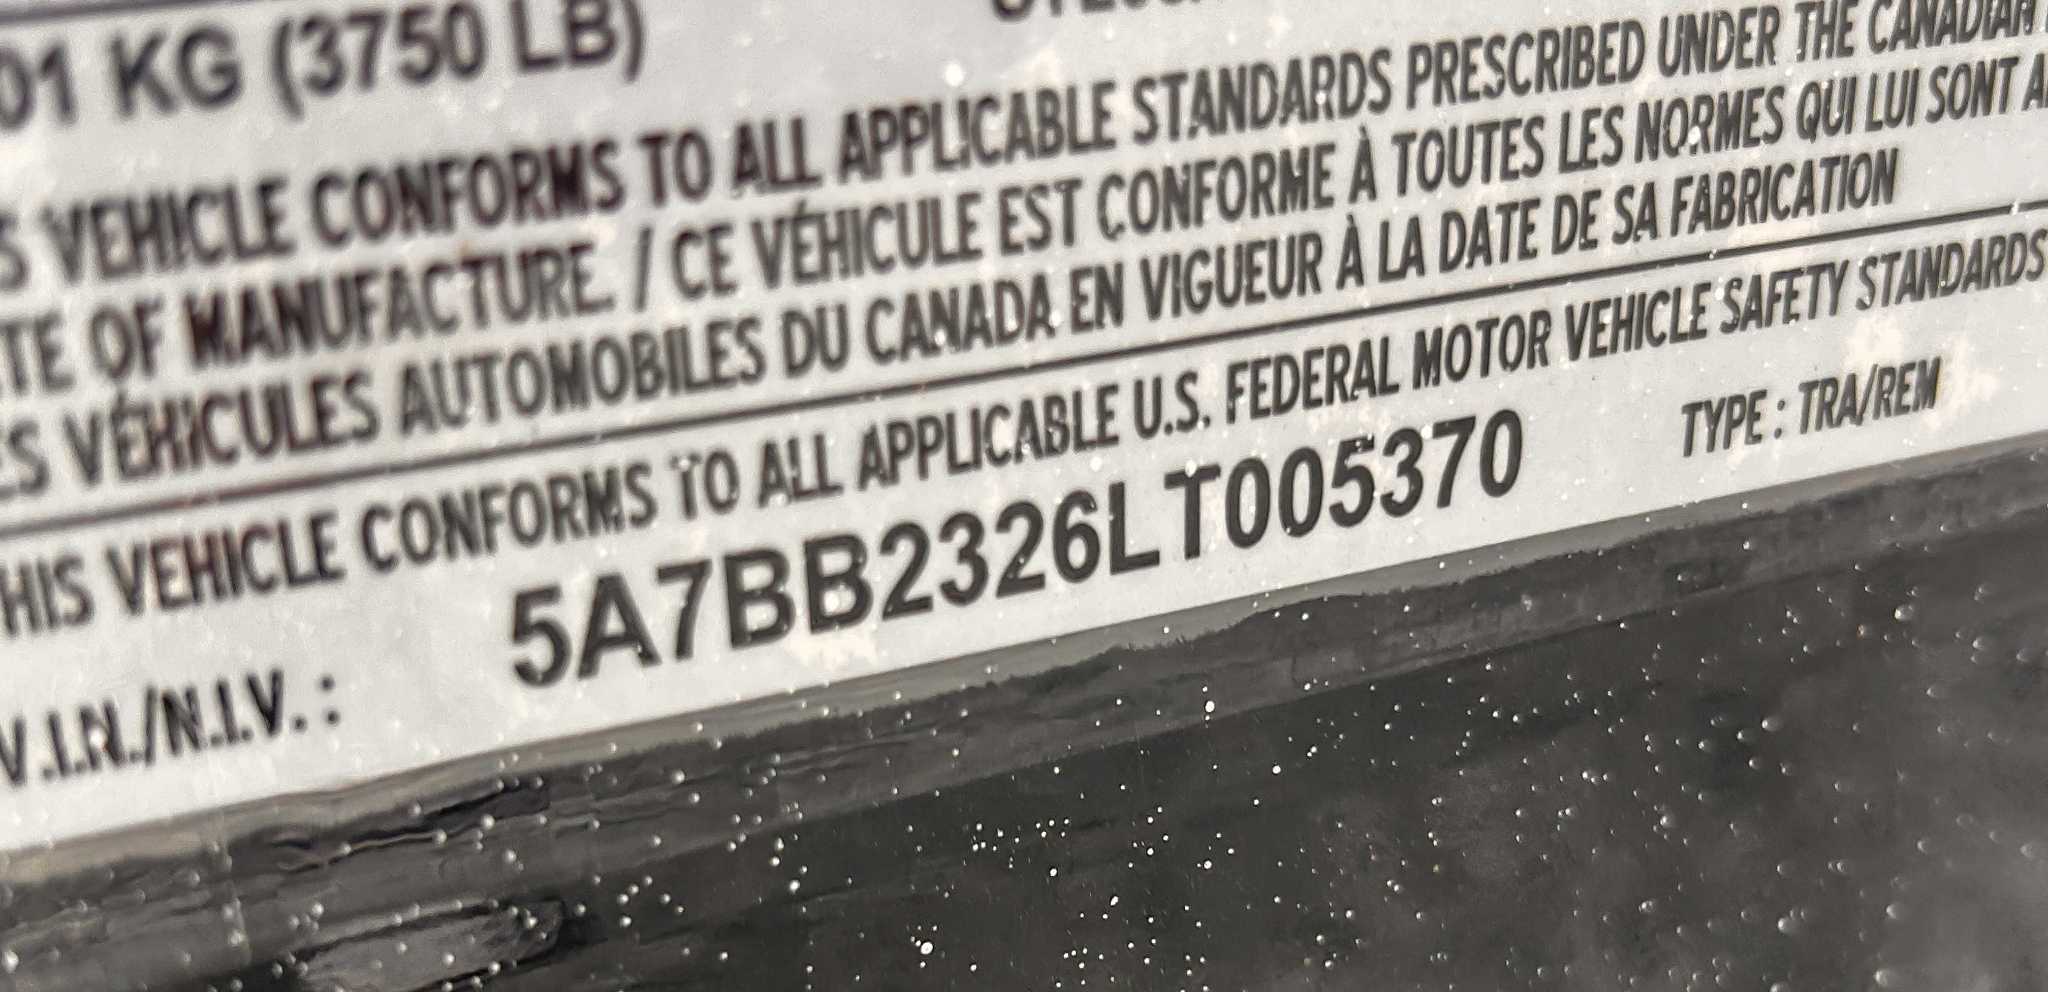 01 KG (3750 LB)
S VEHICLE CONFORMS TO ALL APPLICABLE STANDARDS PRESCRIBED UNDER THE CANADIAN
TE OF MANUFACTURE. / CE VÉHICULE EST CONFORME À TOUTES LES NORMES QUI LUI SONT A
ES VÉHICULES AUTOMOBILES DU CANADA EN VIGUEUR À LA DATE DE SA FABRICATION
HIS VEHICLE CONFORMS TO ALL APPLICABLE U.S. FEDERAL MOTOR VEHICLE SAFETY STANDARDS
V.I.N./N.I.V. : 5A7BB2326LT005370 TYPE : TRA/REM